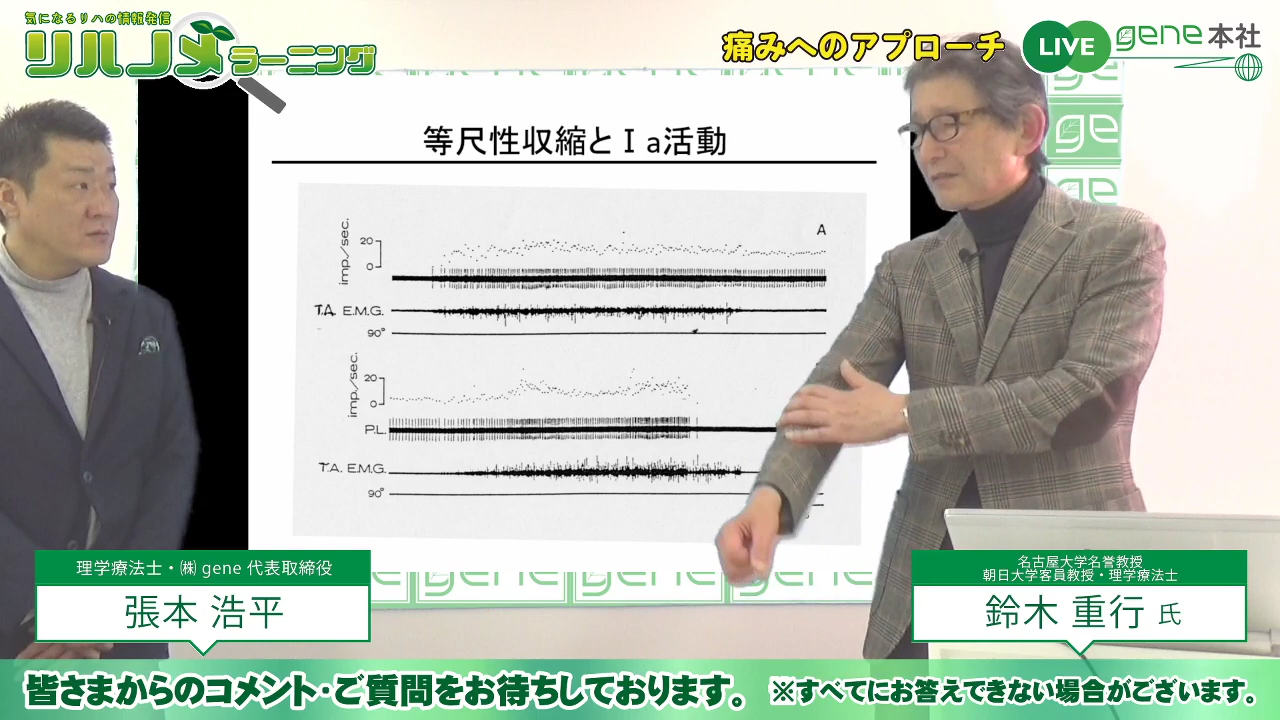 気になるリハの情報発信
リハノメ
ラーニング
痛みへのアプローチ
LIVE
gene本社
等尺性収縮とⅠa活動
A
imp/sec.
20
0
T.A. E.M.G.
90°
imp/sec.
20
0
P.L.
T.A. E.M.G.
90°
理学療法士・㈱gene 代表取締役
張本 浩平
名古屋大学名誉教授
朝日大学客員教授・理学療法士
鈴木 重行 氏
皆さまからのコメント・ご質問をお待ちしております。
※すべてにお答えできない場合がございます。